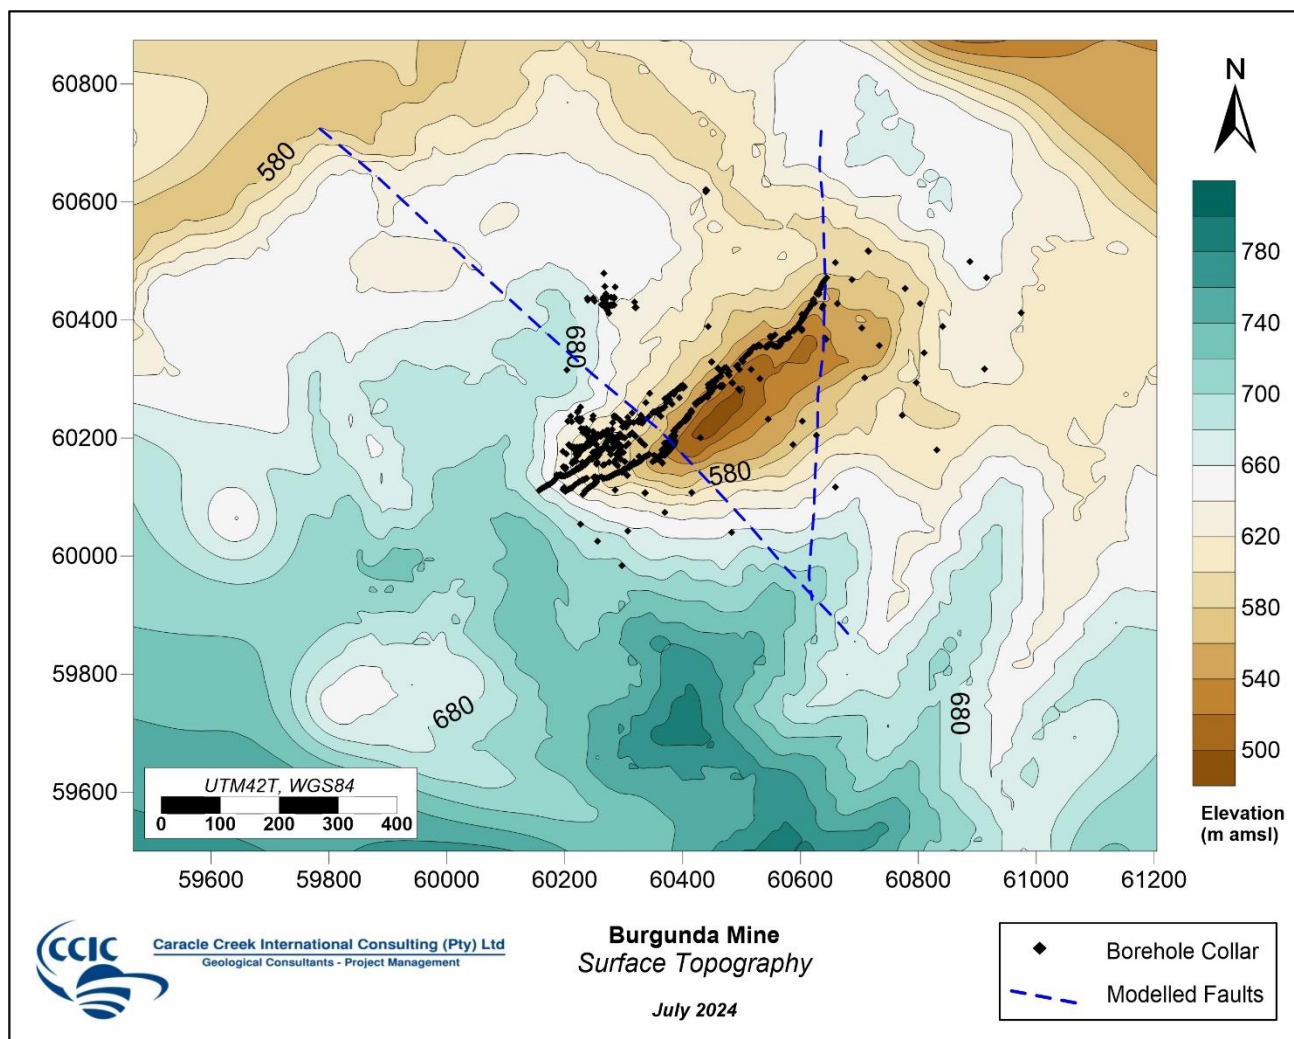 N
60800
60600
60400
60200
60000
59800
59600
580
680
580
680
680
780
740
700
660
620
580
540
500
Elevation
(m amsl)
UTM42T, WGS84
0 100 200 300 400
59600 59800 60000 60200 60400 60600 60800 61000 61200
CCIC
Caracle Creek International Consulting (Pty) Ltd
Geological Consultants - Project Management
Burgunda Mine
Surface Topography
July 2024
Borehole Collar
Modelled Faults